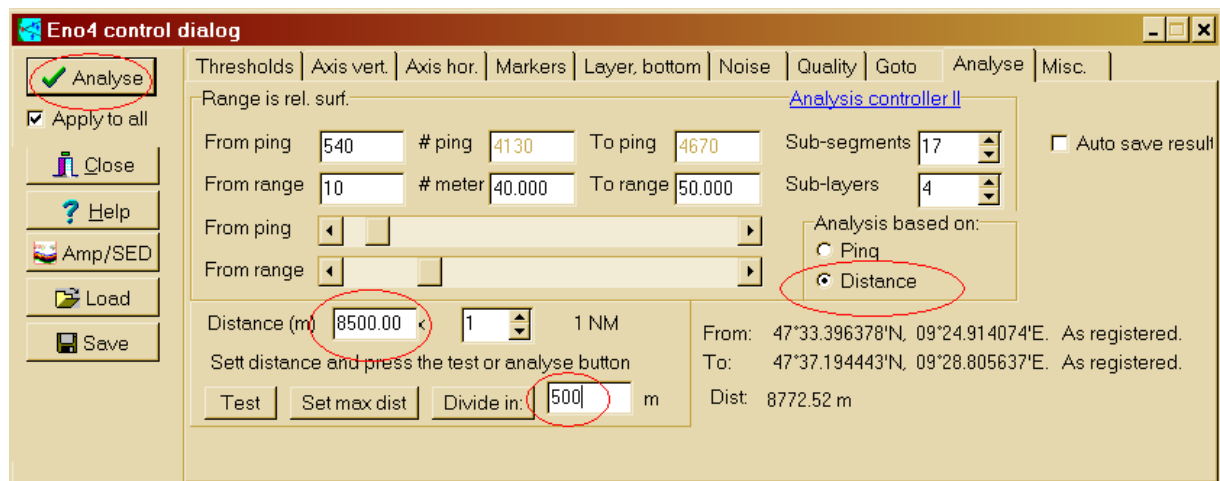 Eno4 control dialog
Analyse
Apply to all
Close
Help
Amp/SED
Load
Save
Thresholds Axis vert. Axis hor. Markers Layer, bottom Noise Quality Goto Analyse Misc.
Range is rel. surf. Analysis controller II
From ping 540 # ping 4130 To ping 4670 Sub-segments 17 Auto save result
From range 10 # meter 40.000 To range 50.000 Sub-layers 4
From ping
From range
Analysis based on:
Ping
Distance
Distance (m) 8500.00 < 1 1 NM
Sett distance and press the test or analyse button
Test Set max dist Divide in: 500 m
From: 47°33.396378'N, 09°24.914074'E. As registered.
To: 47°37.194443'N, 09°28.805637'E. As registered.
Dist: 8772.52 m